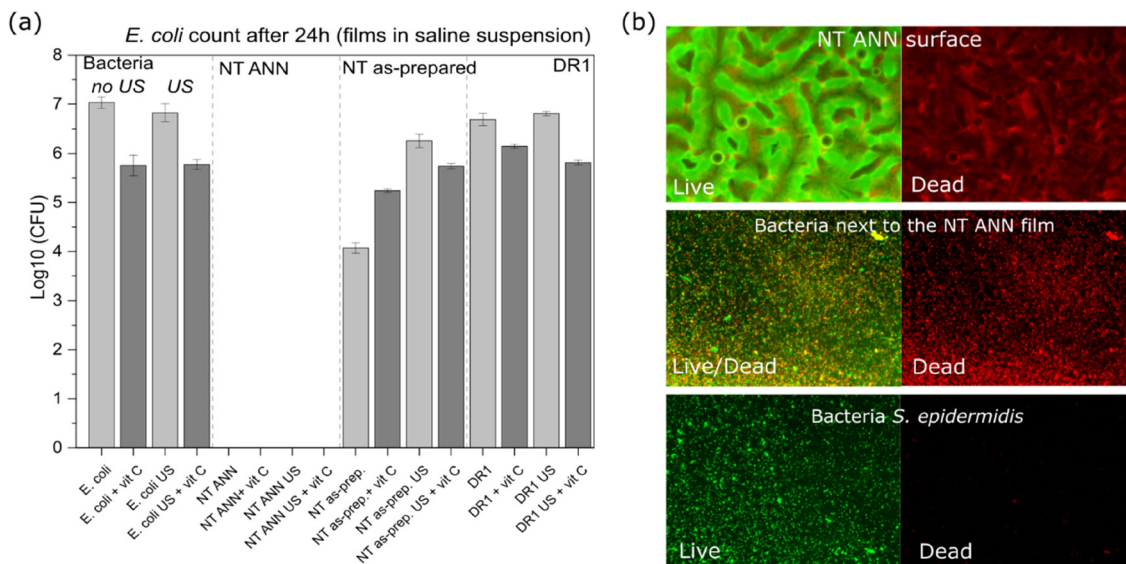 (a)
E. coli count after 24h (films in saline suspension)
Log10 (CFU)
8
7
6
5
4
3
2
1
0
Bacteria
no US
US
NT ANN
NT as-prepared
DR1
E. coli
E. coli + vit C
E. coli US
E. coli US + vit C
NT ANN
NT ANN+ vit C
NT ANN US
NT ANN US + vit C
NT as-prep.
NT as-prep.+ vit C
NT as-prep. US
NT as-prep. US + vit C
DR1
DR1 + vit C
DR1 US
DR1 US + vit C
(b)
NT ANN surface
Live
Dead
Bacteria next to the NT ANN film
Live/Dead
Dead
Bacteria S. epidermidis
Live
Dead